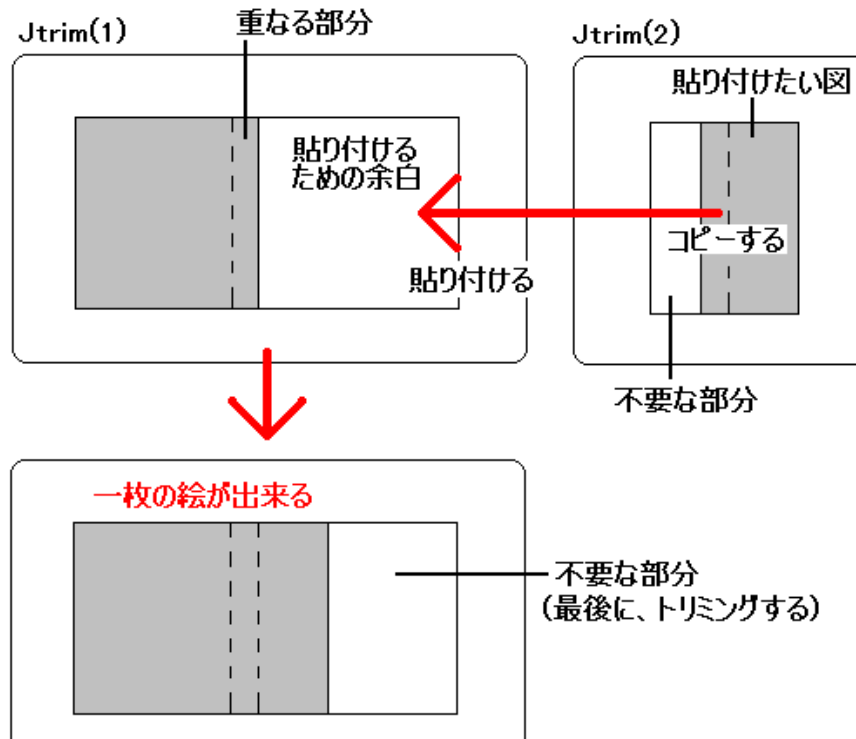 Jtrim(1)
重なる部分
貼り付ける
ための余白
貼り付ける
Jtrim(2)
貼り付けたい図
コピーする
不要な部分
一枚の絵が出来る
不要な部分
(最後に、トリミングする)